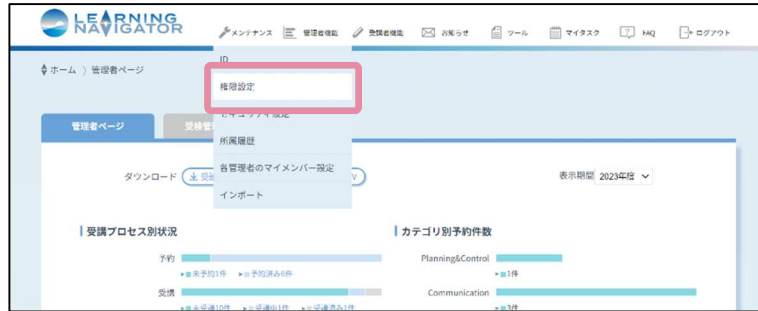 LEARNING
NAVIGATOR
メンテナンス 管理者機能 受講者機能 お知らせ ツール マイタスク FAQ ログアウト
ホーム 〉 管理者ページ
ID
権限設定
セキュリティ設定
所属履歴
各管理者のマイメンバー設定
インポート
管理者ページ 受検管
ダウンロード 受
V)
表示期間 2023年度
受講プロセス別状況
予約
未予約1件 予約済み6件
受講
未受講10件 受講中1件 受講済み1件
カテゴリ別予約件数
Planning&Control
1件
Communication
3件